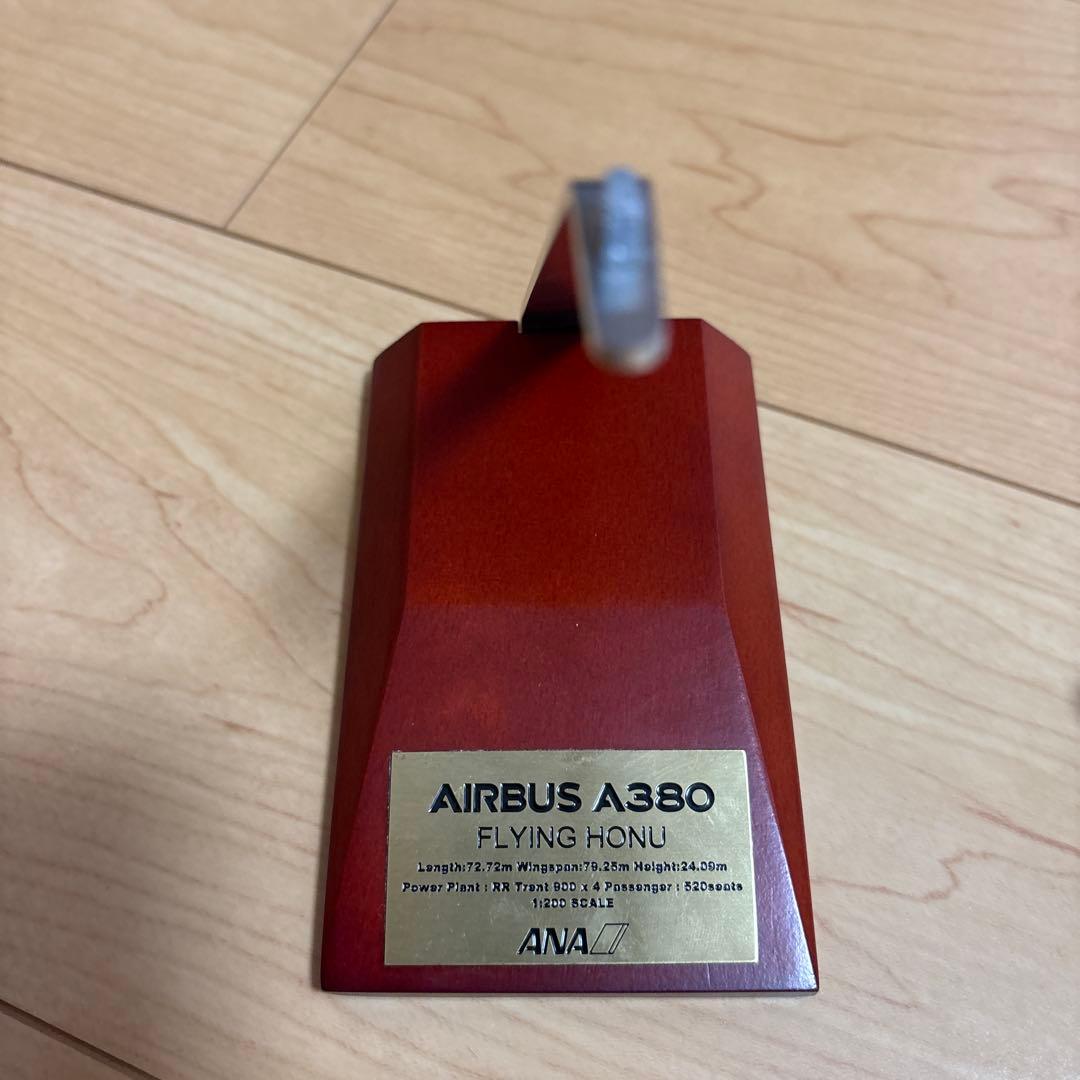 AIRBUS A380
FLYING HONU
Length:72.72m Wingspan:79.25m Height:24.09m
Power Plant : RR Trent 900 x 4 Passenger : 520seats
1:200 SCALE
ANA